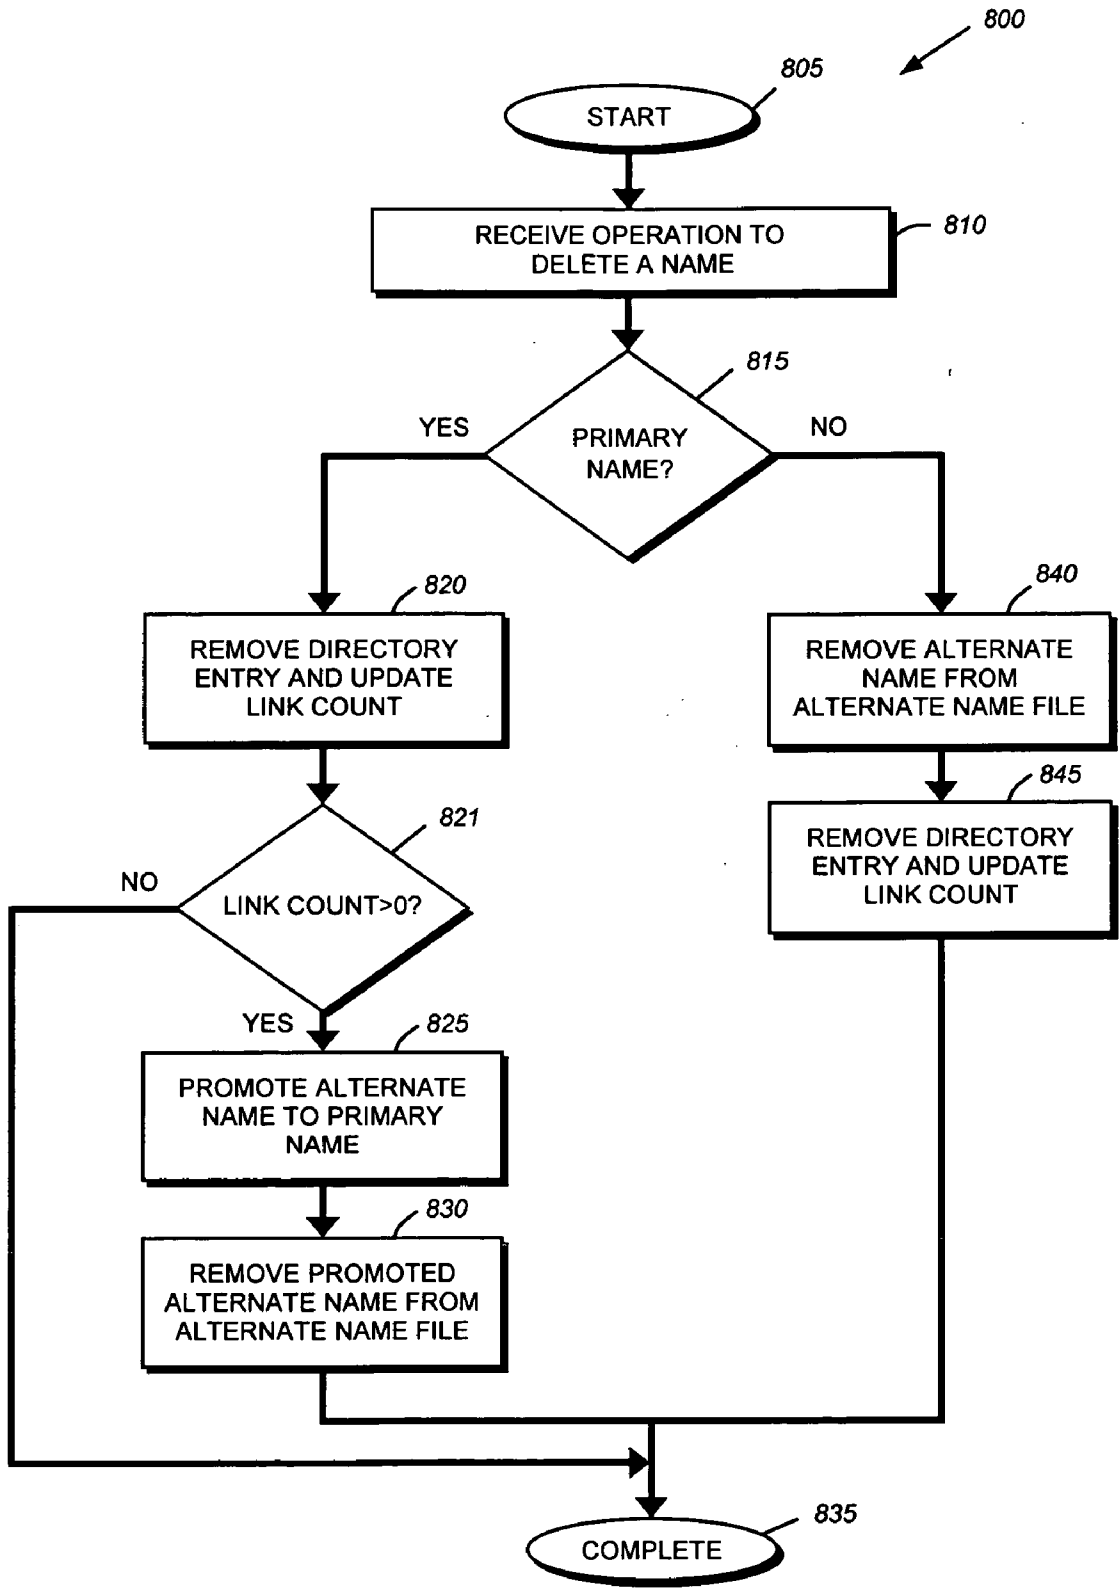 800
805
START
RECEIVE OPERATION TO
DELETE A NAME
810
815
YES
PRIMARY
NAME?
NO
820
REMOVE DIRECTORY
ENTRY AND UPDATE
LINK COUNT
840
REMOVE ALTERNATE
NAME FROM
ALTERNATE NAME FILE
845
REMOVE DIRECTORY
ENTRY AND UPDATE
LINK COUNT
821
NO
LINK COUNT>0?
YES
825
PROMOTE ALTERNATE
NAME TO PRIMARY
NAME
830
REMOVE PROMOTED
ALTERNATE NAME FROM
ALTERNATE NAME FILE
835
COMPLETE